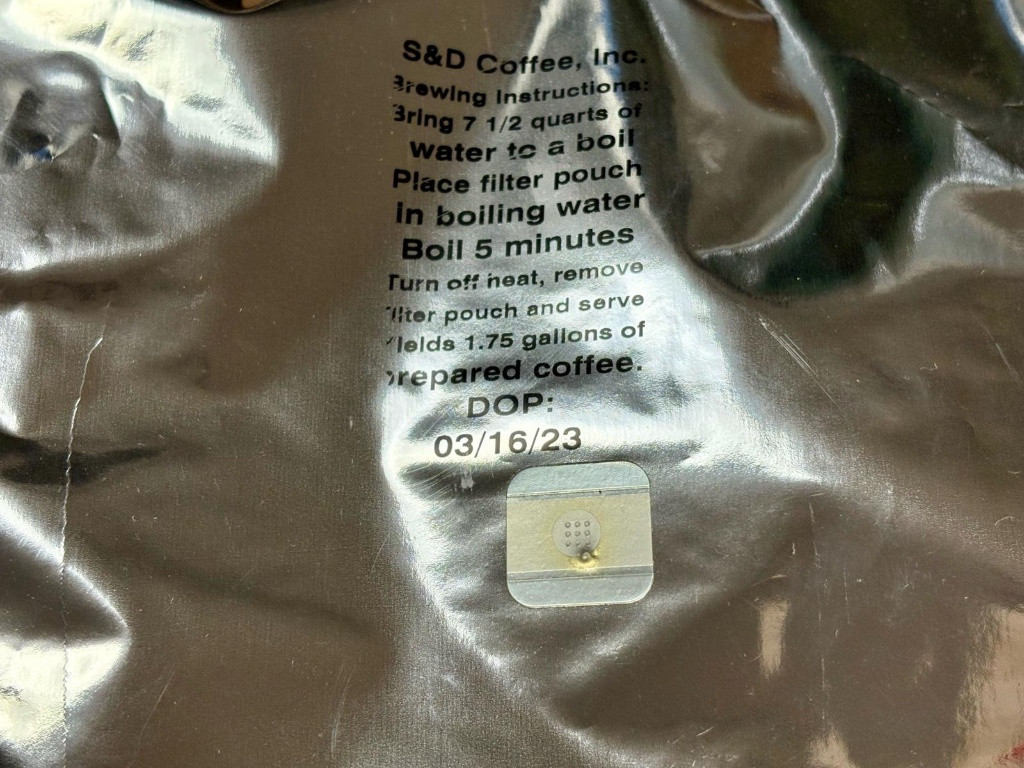 S&D Coffee, Inc.
Brewing Instructions:
Bring 7 1/2 quarts of
water to a boil
Place filter pouch
in boiling water
Boil 5 minutes
Turn off heat, remove
filter pouch and serve
Yields 1.75 gallons of
prepared coffee.
DOP:
03/16/23